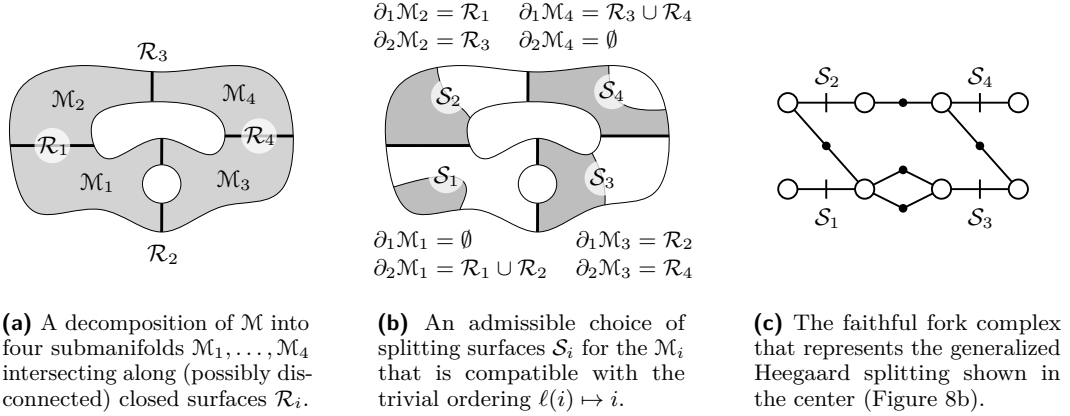 ∂₁ℳ₂ = ℛ₁ ∂₁ℳ₄ = ℛ₃ ∪ ℛ₄
∂₂ℳ₂ = ℛ₃ ∂₂ℳ₄ = ∅
ℛ₃
ℳ₂ ℳ₄
ℛ₁ ℛ₄
ℳ₁ ℳ₃
ℛ₂
𝒮₂ 𝒮₄
𝒮₁ 𝒮₃
∂₁ℳ₁ = ∅ ∂₁ℳ₃ = ℛ₂
∂₂ℳ₁ = ℛ₁ ∪ ℛ₂ ∂₂ℳ₃ = ℛ₄
𝒮₂ 𝒮₄
𝒮₁ 𝒮₃
(a) A decomposition of ℳ into
four submanifolds ℳ₁, . . . , ℳ₄
intersecting along (possibly dis-
connected) closed surfaces ℛᵢ.
(b) An admissible choice of
splitting surfaces 𝒮ᵢ for the ℳᵢ
that is compatible with the
trivial ordering ℓ(i) ↦ i.
(c) The faithful fork complex
that represents the generalized
Heegaard splitting shown in
the center (Figure 8b).